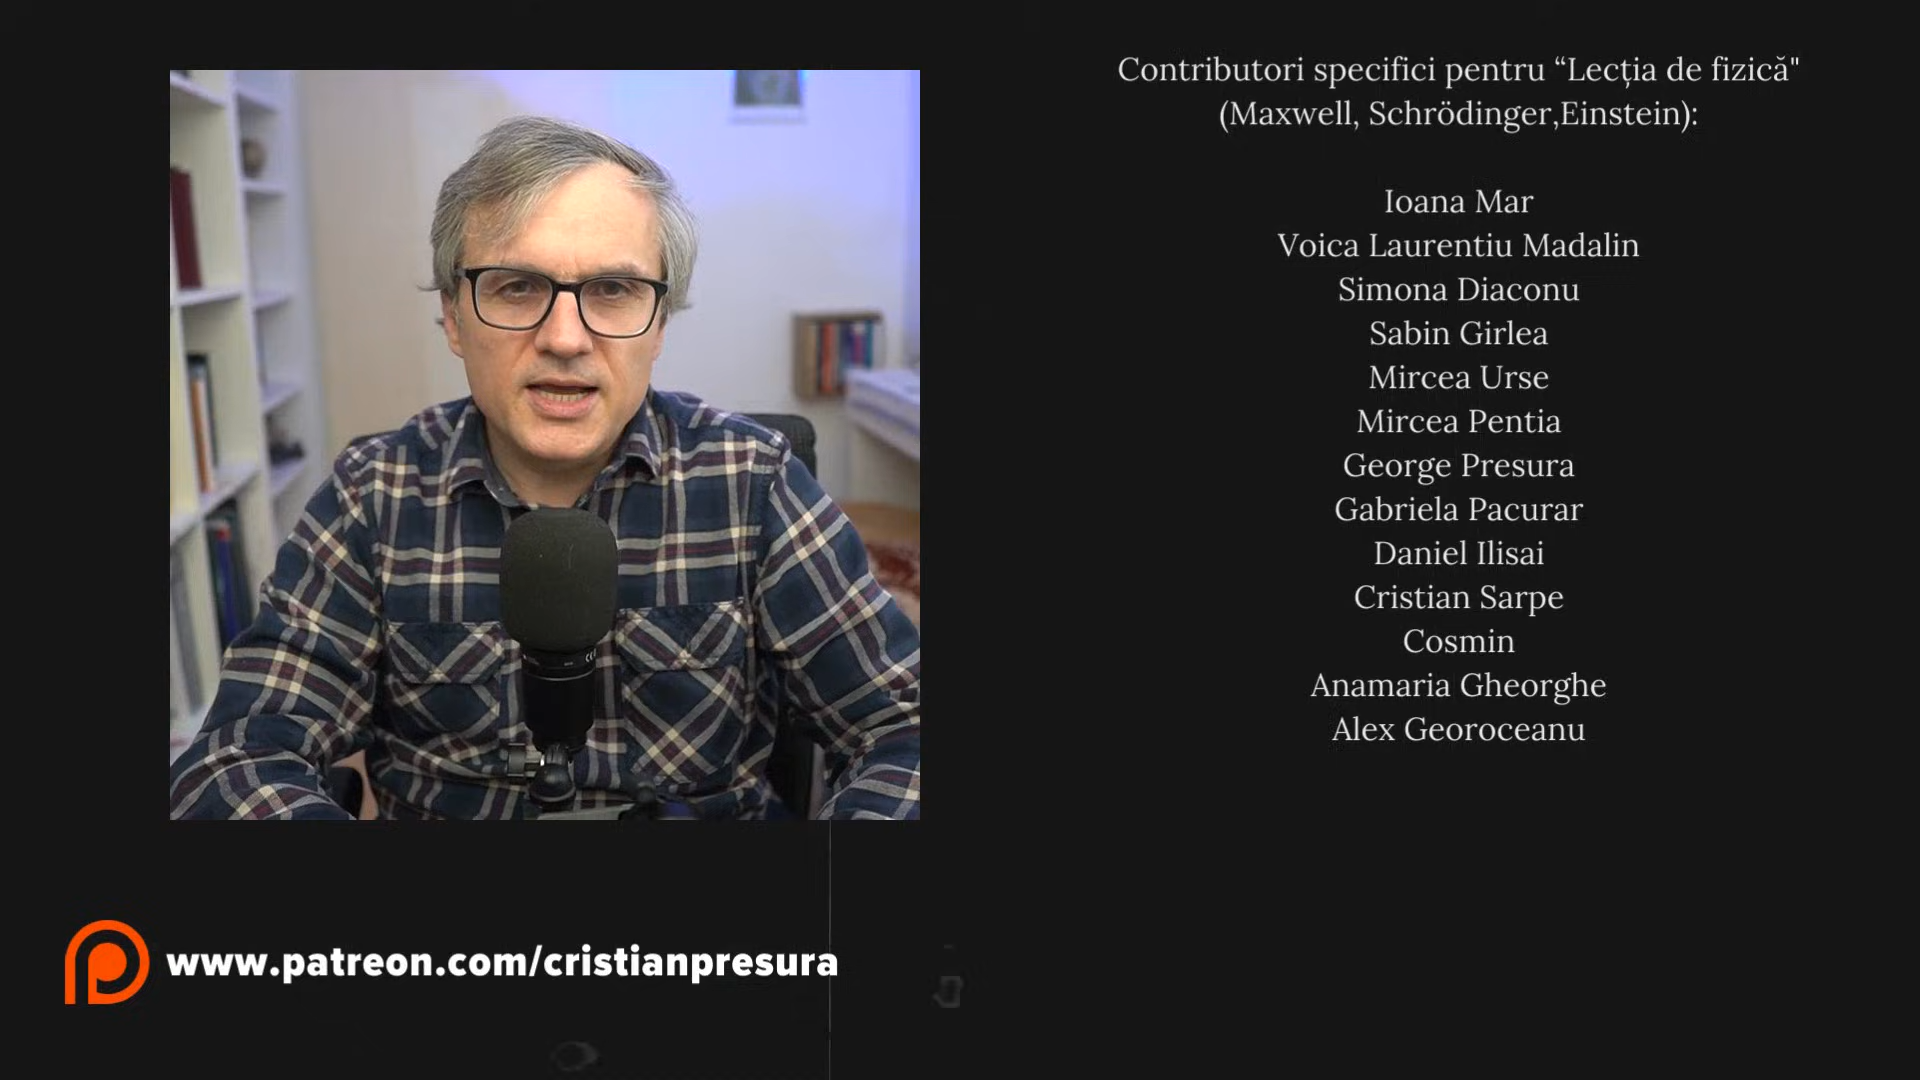 Contributori specifici pentru “Lecția de fizică"
(Maxwell, Schrödinger,Einstein):
Ioana Mar
Voica Laurentiu Madalin
Simona Diaconu
Sabin Girlea
Mircea Urse
Mircea Pentia
George Presura
Gabriela Pacurar
Daniel Ilisai
Cristian Sarpe
Cosmin
Anamaria Gheorghe
Alex Georoceanu
www.patreon.com/cristianpresura